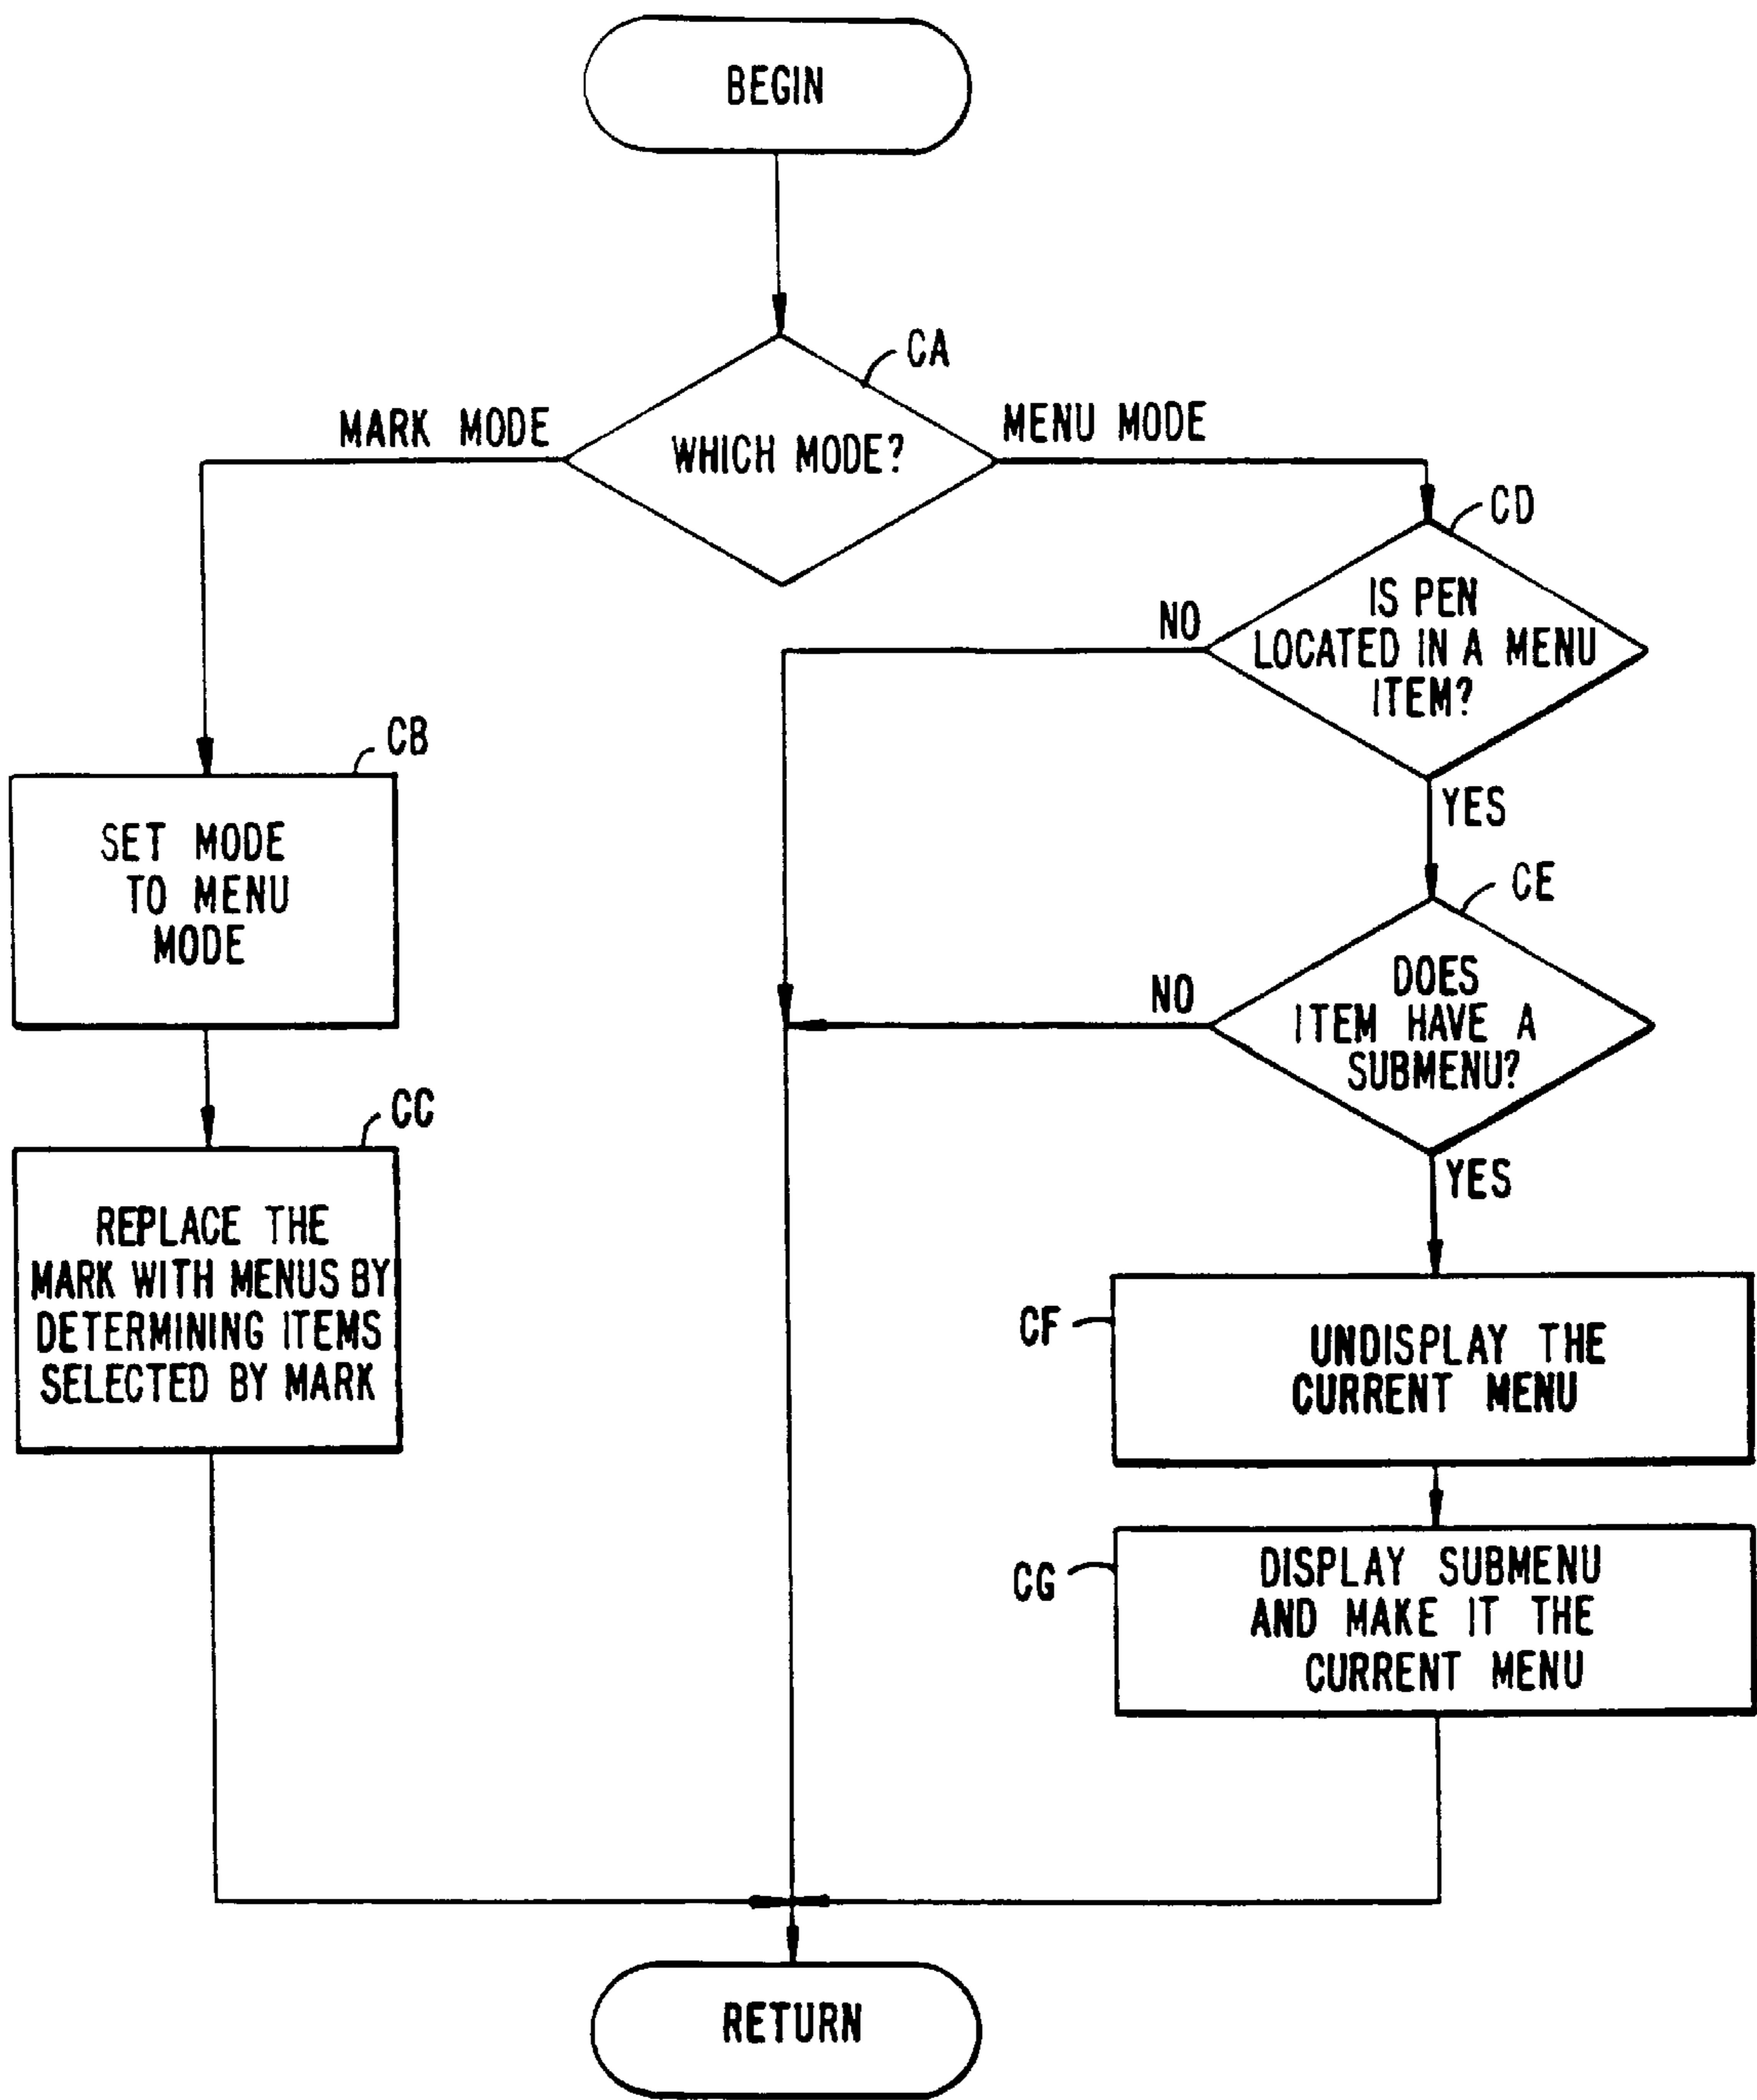 BEGIN
CA
MARK MODE
WHICH MODE?
MENU MODE
CD
IS PEN
LOCATED IN A MENU
ITEM?
NO
YES
CB
SET MODE
TO MENU
MODE
CE
DOES
ITEM HAVE A
SUBMENU?
NO
YES
CC
REPLACE THE
MARK WITH MENUS BY
DETERMINING ITEMS
SELECTED BY MARK
CF
UNDISPLAY THE
CURRENT MENU
CG
DISPLAY SUBMENU
AND MAKE IT THE
CURRENT MENU
RETURN